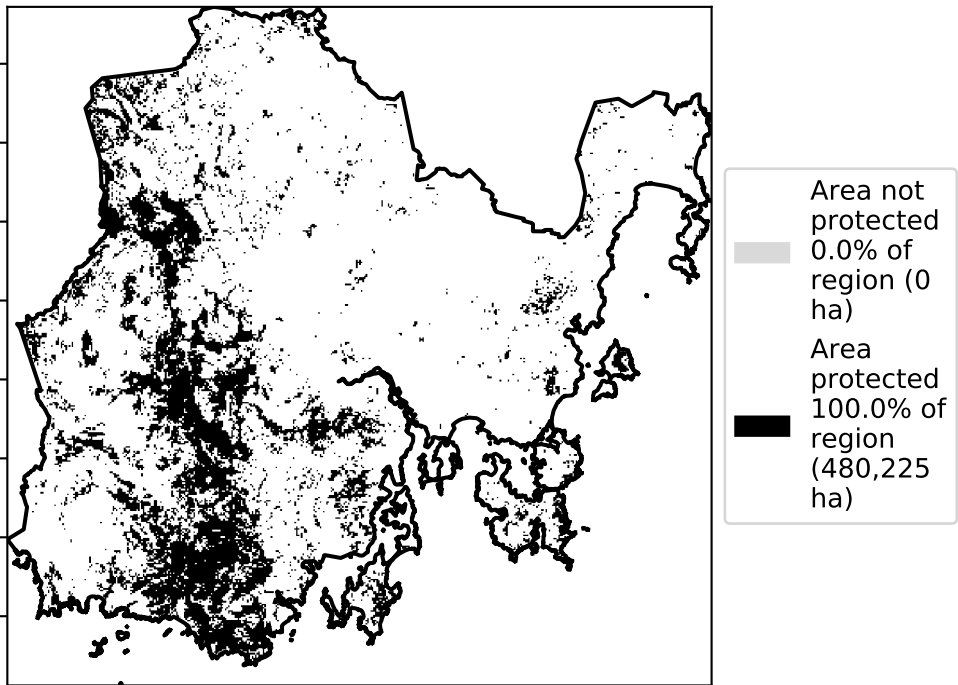 Area not
protected
0.0% of
region (0
ha)
Area
protected
100.0% of
region
(480,225
ha)